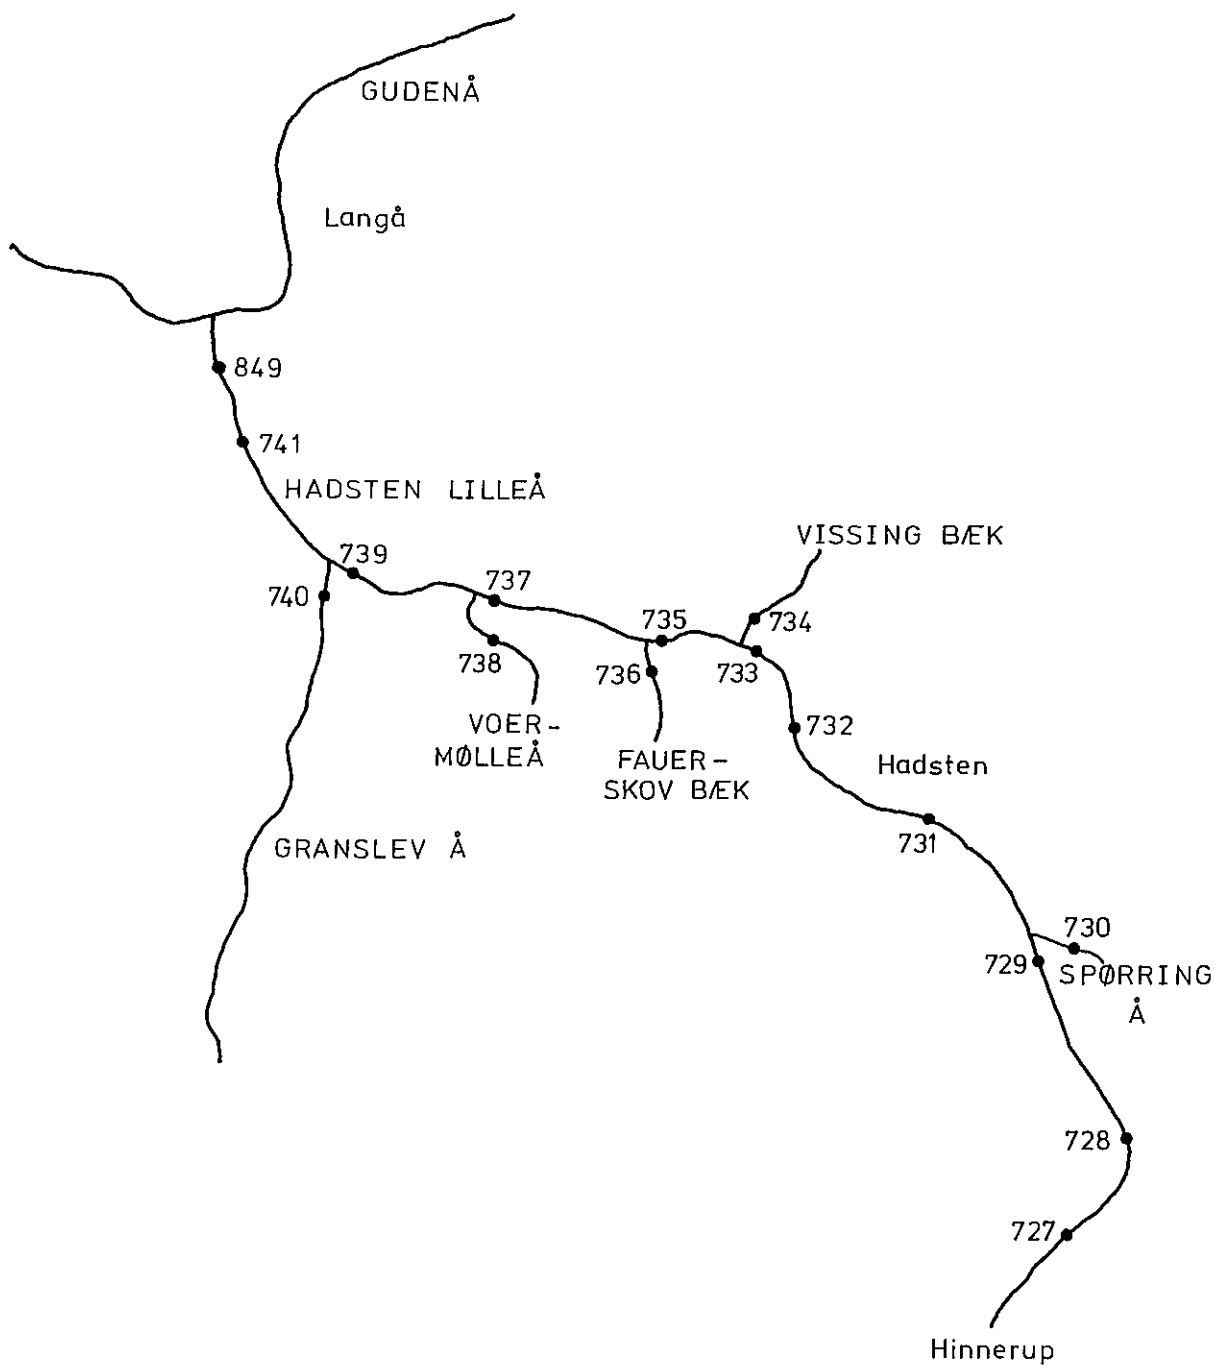 GUDENÅ
Langå
849
741
HADSTEN LILLEÅ
VISSING BÆK
739
740
737
735
734
738
736
733
VOER-
MØLLEÅ
732
FAUER-
SKOV BÆK
Hadsten
731
GRANSLEV Å
730
729
SPØRRING
Å
728
727
Hinnerup